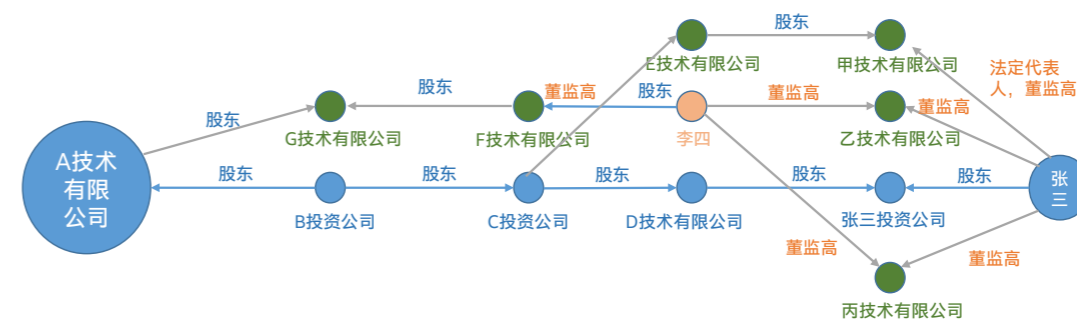 股东
E技术有限公司
甲技术有限公司
法定代表
人，董监高
股东
董监高
股东
董监高
董监高
股东
G技术有限公司
F技术有限公司
李四
乙技术有限公司
A技术
有限
公司
股东
股东
股东
股东
股东
张
三
B投资公司
C投资公司
D技术有限公司
张三投资公司
董监高
董监高
丙技术有限公司